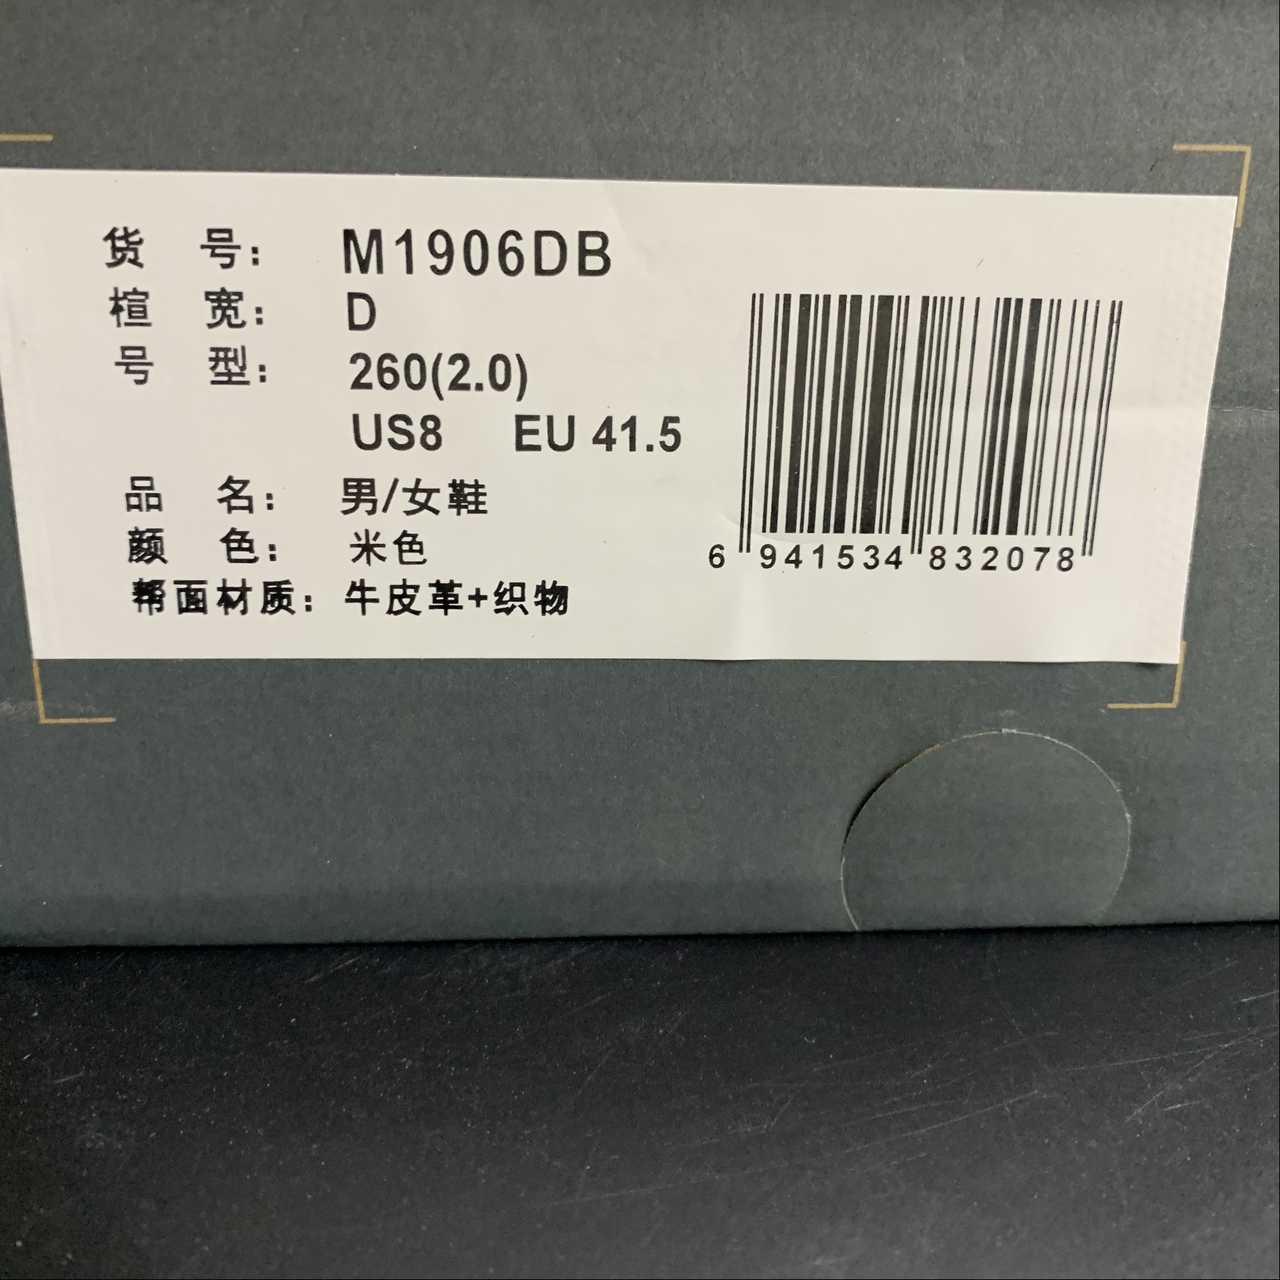 货 号： M1906DB
楦 宽： D
号 型： 260(2.0)
US8 EU 41.5
品 名： 男/女鞋
颜 色： 米色
帮面材质： 牛皮革+织物
6 941534 832078